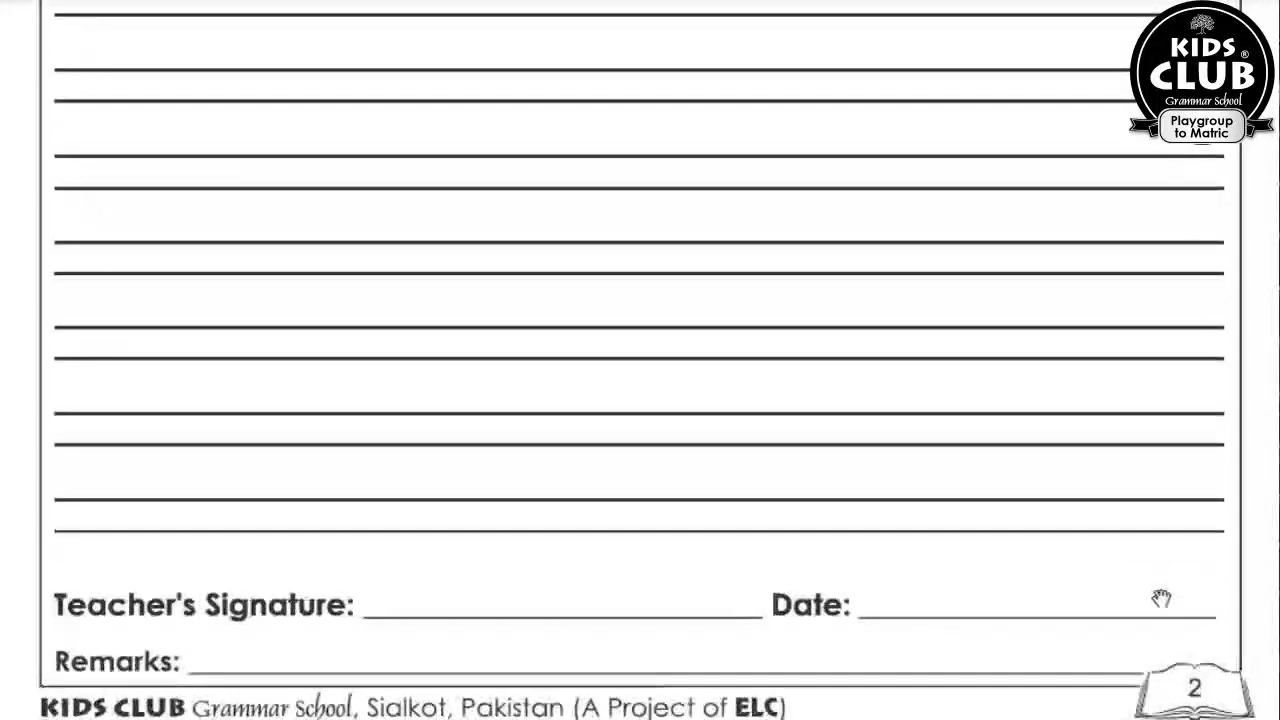 KIDS ®
CLUB
Grammar School
Playgroup
to Matric
Teacher's Signature: Date:
Remarks:
2
KIDS CLUB Grammar School, Sialkot, Pakistan (A Project of ELC)